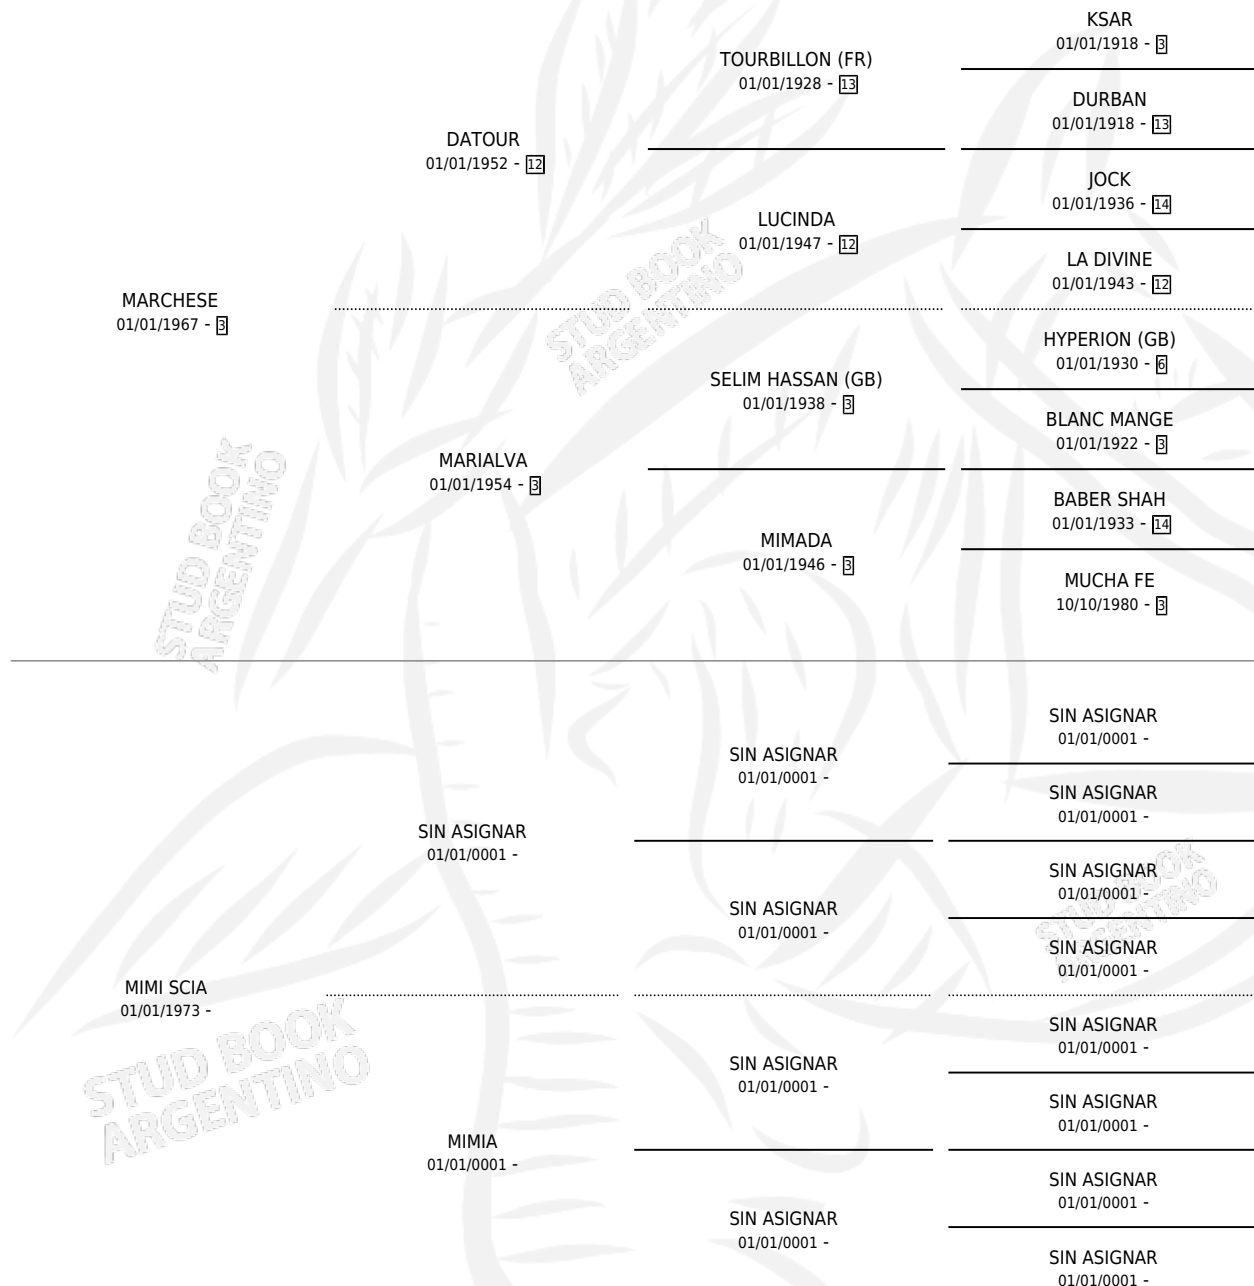 KSAR
01/01/1918 - 3
TOURBILLON (FR)
01/01/1928 - 13
DURBAN
01/01/1918 - 13
DATOUR
01/01/1952 - 12
JOCK
01/01/1936 - 14
LUCINDA
01/01/1947 - 12
LA DIVINE
01/01/1943 - 12
MARCHESE
01/01/1967 - 3
HYPERION (GB)
01/01/1930 - 6
SELIM HASSAN (GB)
01/01/1938 - 3
BLANC MANGE
01/01/1922 - 3
MARIALVA
01/01/1954 - 3
BABER SHAH
01/01/1933 - 14
MIMADA
01/01/1946 - 3
MUCHA FE
10/10/1980 - 3
STUD BOOK
ARGENTINO
STUD BOOK
ARGENTINO
SIN ASIGNAR
01/01/0001 -
SIN ASIGNAR
01/01/0001 -
SIN ASIGNAR
01/01/0001 -
SIN ASIGNAR
01/01/0001 -
SIN ASIGNAR
01/01/0001 -
SIN ASIGNAR
01/01/0001 -
SIN ASIGNAR
01/01/0001 -
MIMI SCIA
01/01/1973 -
SIN ASIGNAR
01/01/0001 -
SIN ASIGNAR
01/01/0001 -
SIN ASIGNAR
01/01/0001 -
MIMIA
01/01/0001 -
SIN ASIGNAR
01/01/0001 -
SIN ASIGNAR
01/01/0001 -
SIN ASIGNAR
01/01/0001 -
STUD BOOK
ARGENTINO
STUD BOOK
ARGENTINO